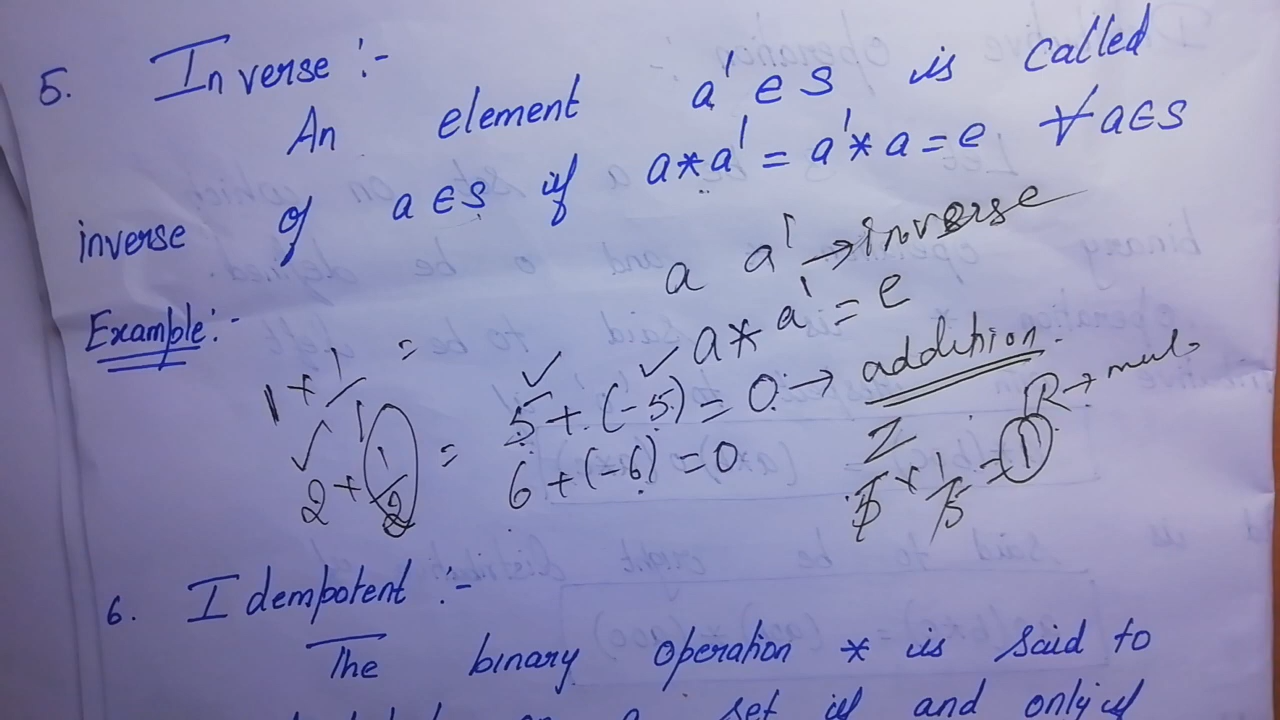 5. Inverse :-
An element a' e S is called
inverse of a ∈ S if a * a' = a' * a = e ∀ a ∈ S
a a' → inverse
Example :-
a * a' = e
1 × 1/1 =
5 + (-5) = 0 → addition.
R → mul
2 × 1/2 =
6 + (-6) = 0
Z
5 × 1/5 = 1
6. Idempotent :-
The binary operation * is said to
a set if and only if